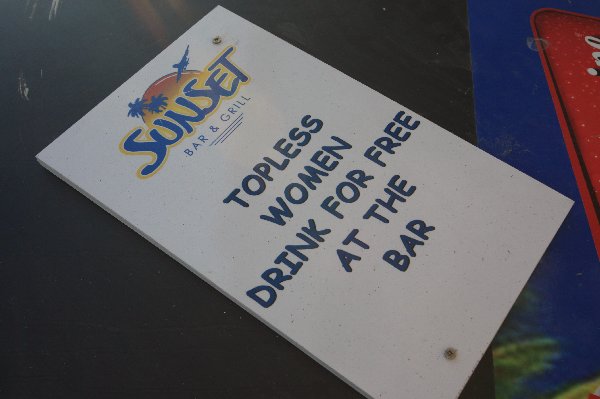 SUNSET
BAR & GRILL
TOPLESS
WOMEN
DRINK FOR FREE
AT THE
BAR